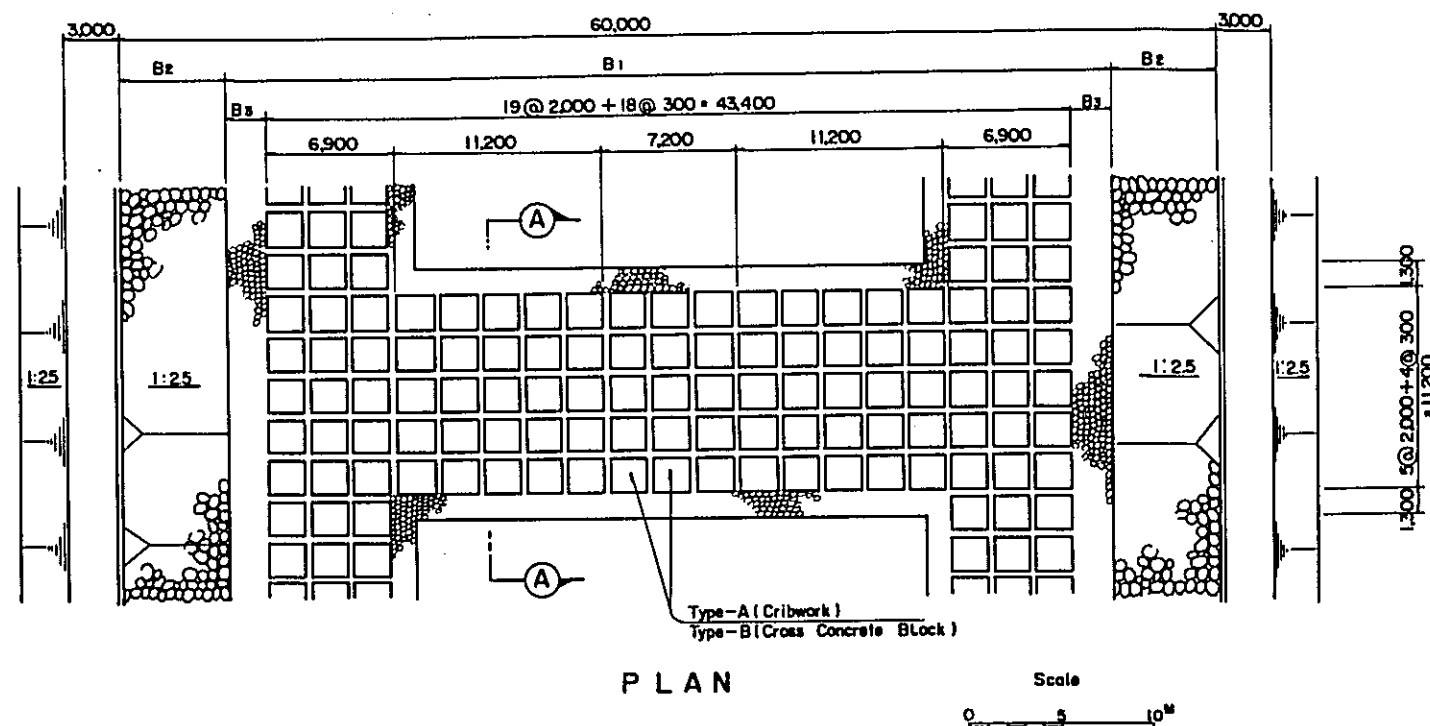 3,000 60,000 3,000
B2 B1 B2
B3 19@ 2,000 + 18@ 300 = 43,400 B3
6,900 11,200 7,200 11,200 6,900
A
1:25 1:25 1:2.5 1:2.5
1,300
5@ 2,000+4@ 300
=11,200
1,300
A
Type-A (Cribwork)
Type-B (Cross Concrete BLock)
PLAN
Scale
0 5 10M